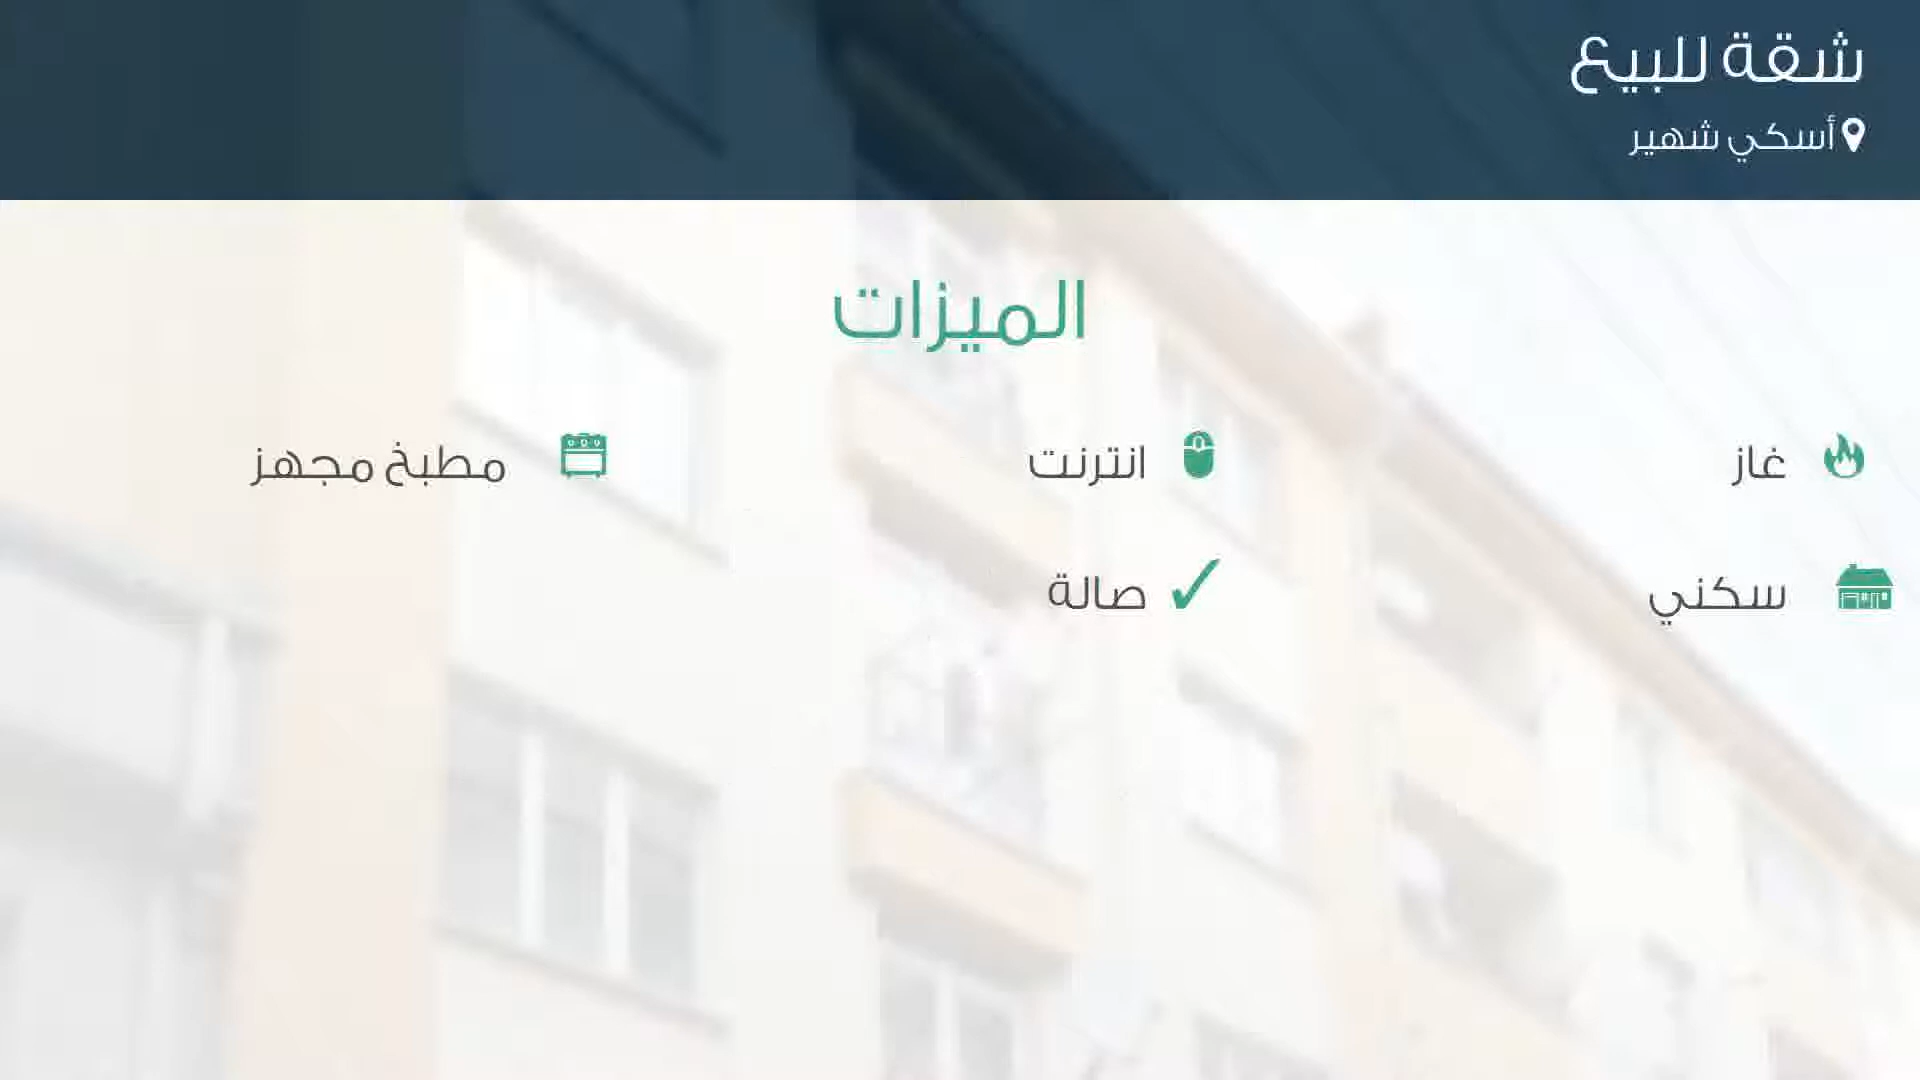 شقة للبيع
أسكي شهير
الميزات
غاز انترنت مطبخ مجهز
سكني صالة